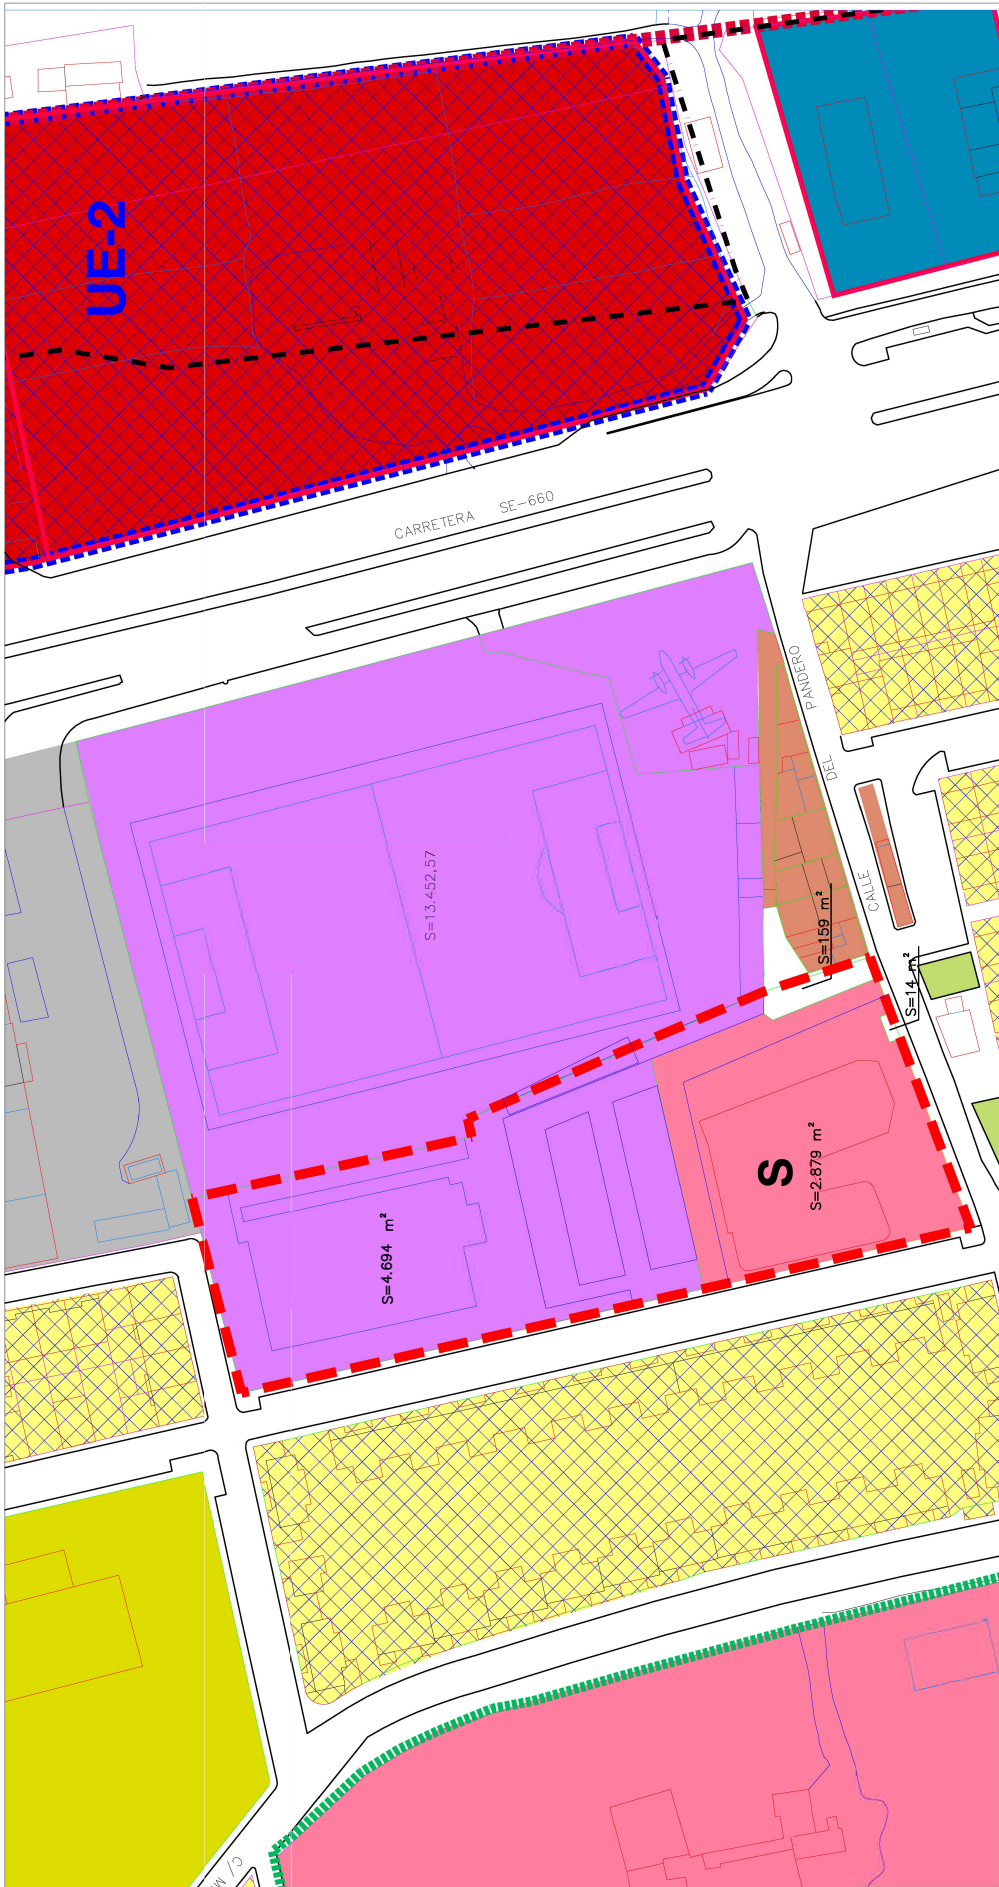 UE-2
CARRETERA SE-660
CALLE DEL PANDERO
S=13.452,57
S=159 m²
S=14 m²
S
S=2.879 m²
S=4.694 m²
C/ M